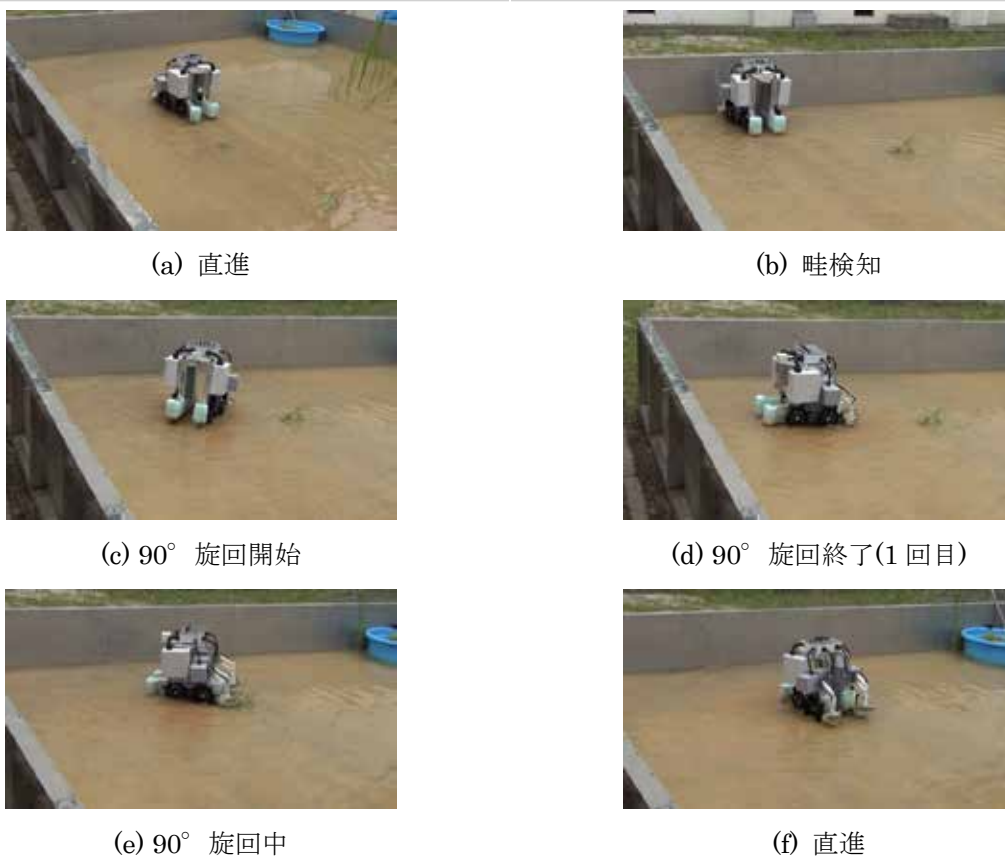 (a) 直進
(b) 畦検知
(c) 90° 旋回開始
(d) 90° 旋回終了(1 回目)
(e) 90° 旋回中
(f) 直進